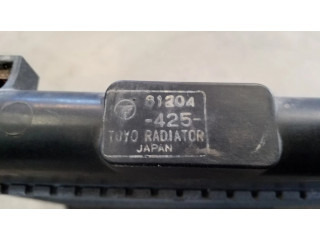 81204
-425-
TOYO RADIATOR
JAPAN